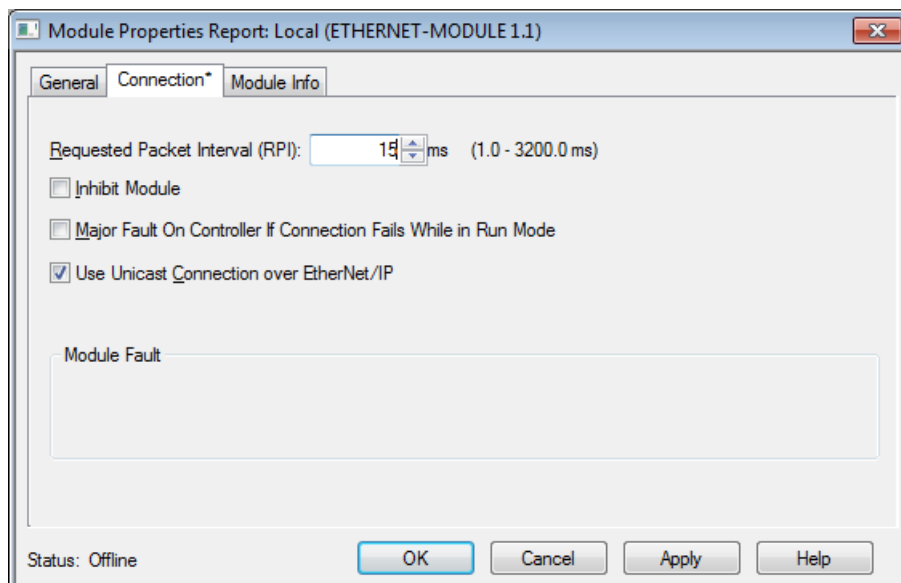 Module Properties Report: Local (ETHERNET-MODULE 1.1)
General Connection* Module Info
Requested Packet Interval (RPI): 15 ms (1.0 - 3200.0 ms)
Inhibit Module
Major Fault On Controller If Connection Fails While in Run Mode
Use Unicast Connection over EtherNet/IP
Module Fault
Status: Offline OK Cancel Apply Help